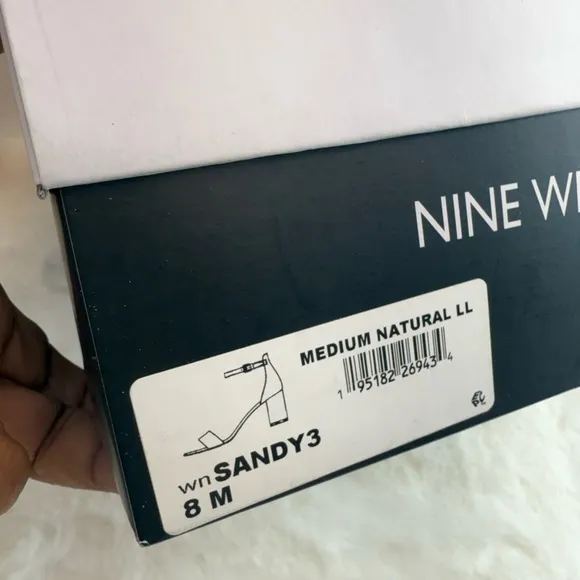 NINE W
MEDIUM NATURAL LL
1 95182 26943 4
wnSANDY3
8 M